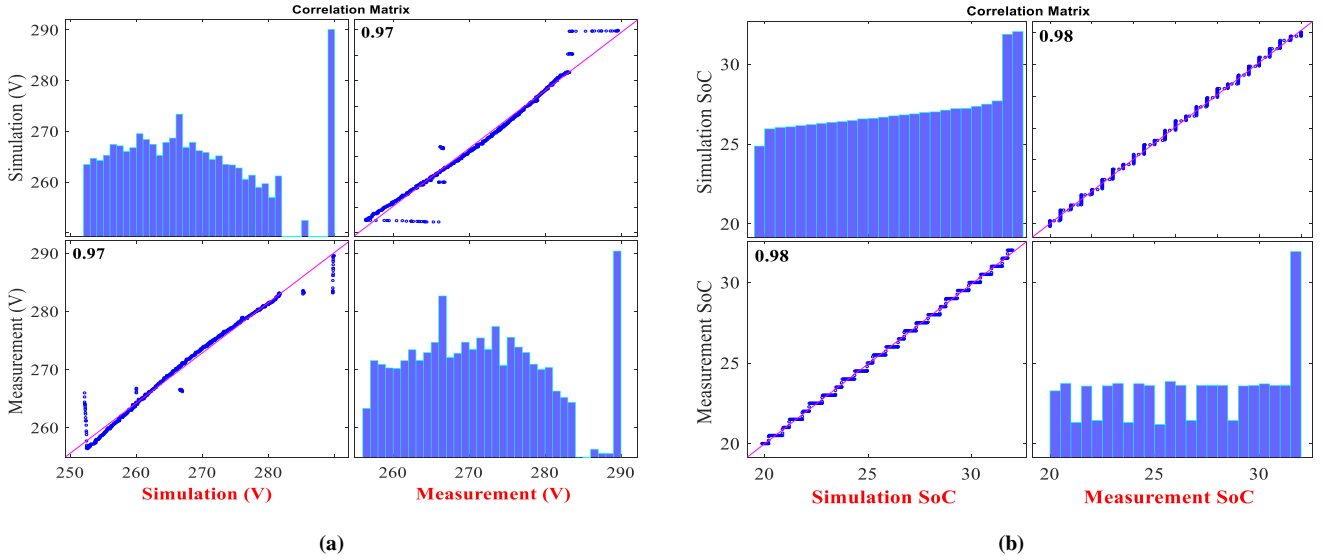 Correlation Matrix
290
280
270
260
Simulation (V)
0.97
0.97
290
280
270
260
Measurement (V)
250 260 270 280
260 270 280 290
Simulation (V)
Measurement (V)
(a)
Correlation Matrix
30
25
20
Simulation SoC
0.98
0.98
30
25
20
Measurement SoC
20 25 30
20 25 30
Simulation SoC
Measurement SoC
(b)